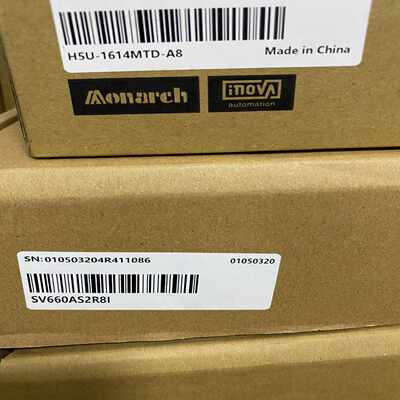 H5U-1614MTD-A8
Made in China
Monarch
inova
automation
SN: 010503204R411086
01050320
SV660AS2R8I